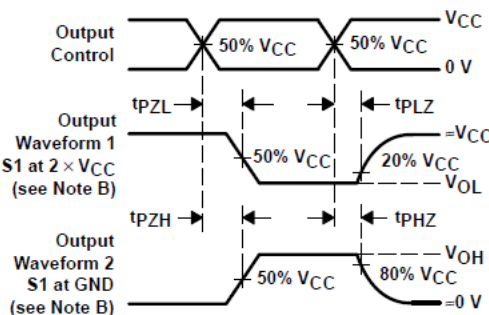 VCC
Output
Control
50% VCC
50% VCC
0 V
tPZL
tPLZ
Output
Waveform 1
S1 at 2 × VCC
(see Note B)
=VCC
50% VCC
20% VCC
VOL
tPZH
tPHZ
Output
Waveform 2
S1 at GND
(see Note B)
VOH
50% VCC
80% VCC
=0 V